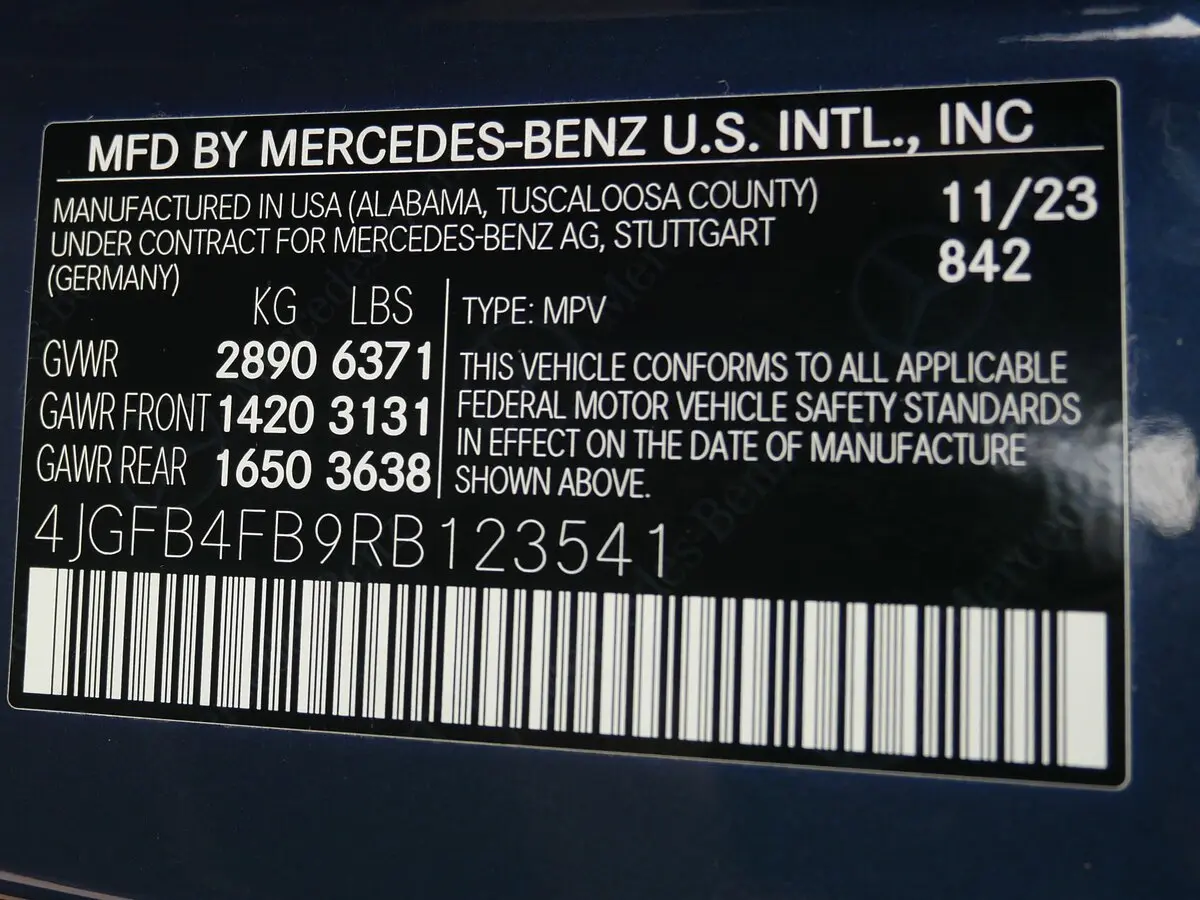 MFD BY MERCEDES-BENZ U.S. INTL., INC
MANUFACTURED IN USA (ALABAMA, TUSCALOOSA COUNTY) 11/23
UNDER CONTRACT FOR MERCEDES-BENZ AG, STUTTGART 842
(GERMANY)
KG LBS
GVWR 2890 6371
GAWR FRONT 1420 3131
GAWR REAR 1650 3638
TYPE: MPV
THIS VEHICLE CONFORMS TO ALL APPLICABLE
FEDERAL MOTOR VEHICLE SAFETY STANDARDS
IN EFFECT ON THE DATE OF MANUFACTURE
SHOWN ABOVE.
4JGFB4FB9RB123541